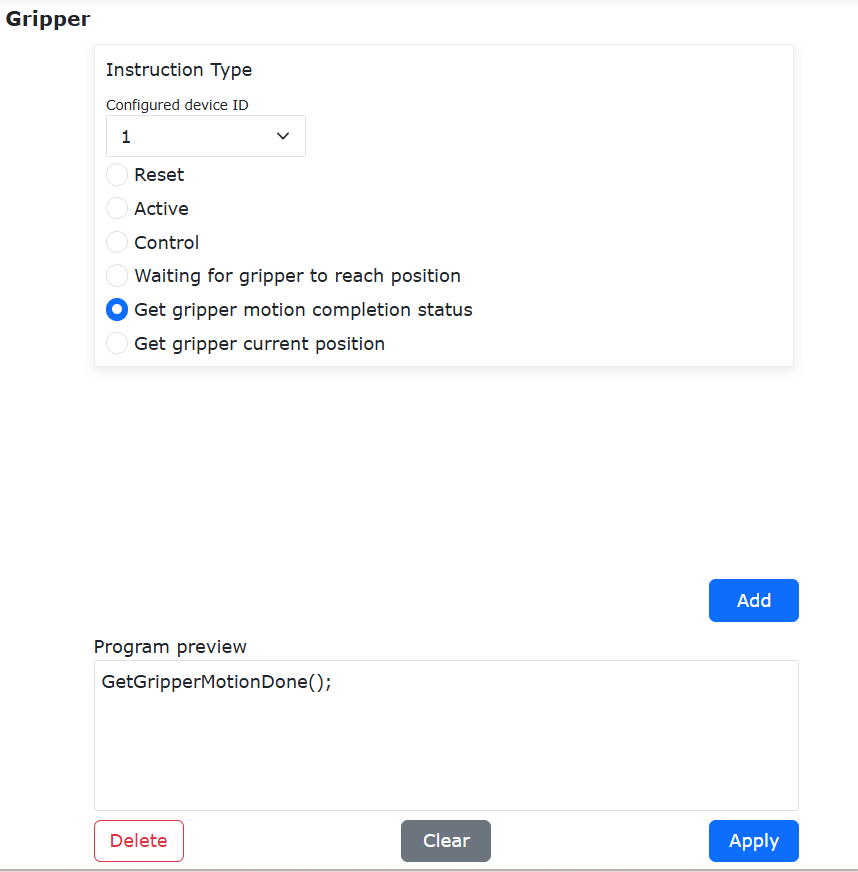 Gripper
Instruction Type
Configured device ID
1
Reset
Active
Control
Waiting for gripper to reach position
Get gripper motion completion status
Get gripper current position
Add
Program preview
GetGripperMotionDone();
Delete
Clear
Apply